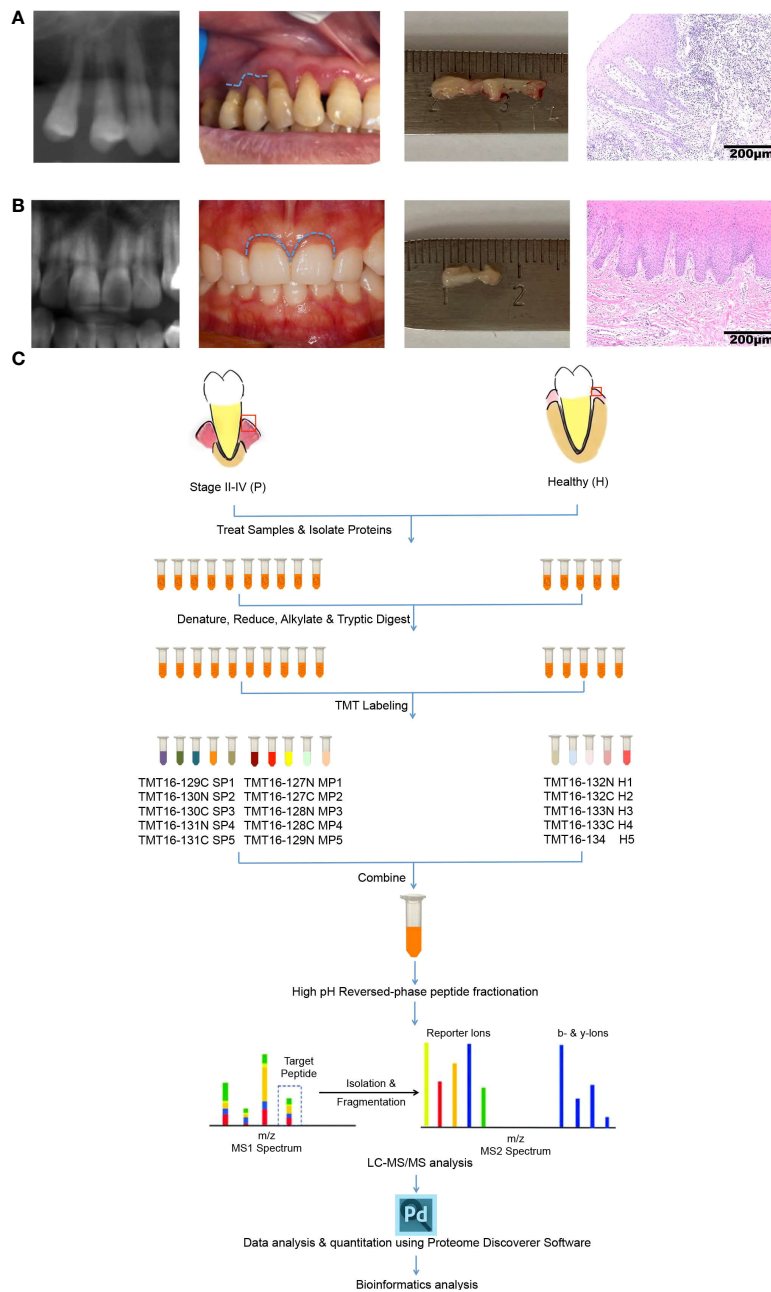 A
200μm
B
200μm
C
Stage II-IV (P)
Healthy (H)
Treat Samples & Isolate Proteins
Denature, Reduce, Alkylate & Tryptic Digest
TMT Labeling
TMT16-129C SP1 TMT16-127N MP1 TMT16-132N H1
TMT16-130N SP2 TMT16-127C MP2 TMT16-132C H2
TMT16-130C SP3 TMT16-128N MP3 TMT16-133N H3
TMT16-131N SP4 TMT16-128C MP4 TMT16-133C H4
TMT16-131C SP5 TMT16-129N MP5 TMT16-134 H5
Combine
High pH Reversed-phase peptide fractionation
Reporter Ions
b- & y-Ions
Target
Peptide
Isolation &
Fragmentation
m/z
MS1 Spectrum
m/z
MS2 Spectrum
LC-MS/MS analysis
Pd
Data analysis & quantitation using Proteome Discoverer Software
Bioinformatics analysis